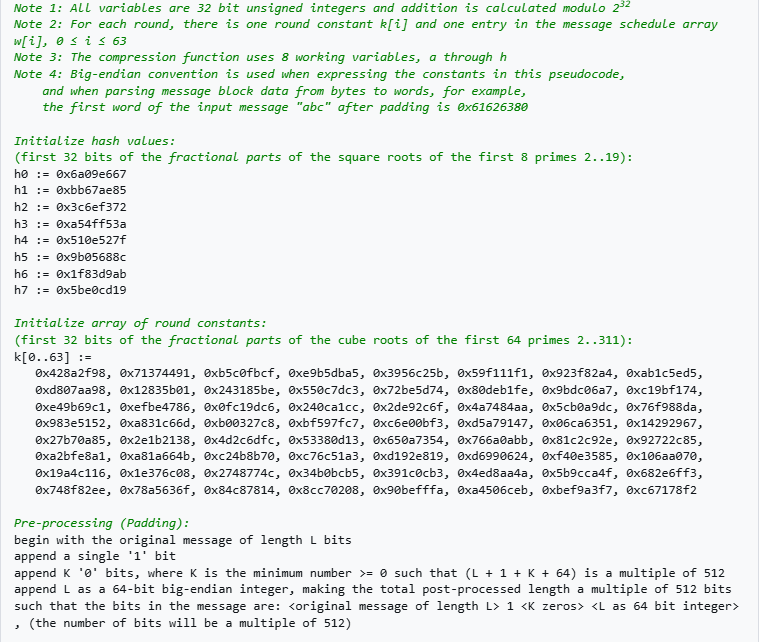 Note 1: All variables are 32 bit unsigned integers and addition is calculated modulo 2³²
Note 2: For each round, there is one round constant k[i] and one entry in the message schedule array
w[i], 0 ≤ i ≤ 63
Note 3: The compression function uses 8 working variables, a through h
Note 4: Big-endian convention is used when expressing the constants in this pseudocode,
and when parsing message block data from bytes to words, for example,
the first word of the input message "abc" after padding is 0x61626380
Initialize hash values:
(first 32 bits of the fractional parts of the square roots of the first 8 primes 2..19):
h0 := 0x6a09e667
h1 := 0xbb67ae85
h2 := 0x3c6ef372
h3 := 0xa54ff53a
h4 := 0x510e527f
h5 := 0x9b05688c
h6 := 0x1f83d9ab
h7 := 0x5be0cd19
Initialize array of round constants:
(first 32 bits of the fractional parts of the cube roots of the first 64 primes 2..311):
k[0..63] :=
0x428a2f98, 0x71374491, 0xb5c0fbcf, 0xe9b5dba5, 0x3956c25b, 0x59f111f1, 0x923f82a4, 0xab1c5ed5,
0xd807aa98, 0x12835b01, 0x243185be, 0x550c7dc3, 0x72be5d74, 0x80deb1fe, 0x9bdc06a7, 0xc19bf174,
0xe49b69c1, 0xefbe4786, 0x0fc19dc6, 0x240ca1cc, 0x2de92c6f, 0x4a7484aa, 0x5cb0a9dc, 0x76f988da,
0x983e5152, 0xa831c66d, 0xb00327c8, 0xbf597fc7, 0xc6e00bf3, 0xd5a79147, 0x06ca6351, 0x14292967,
0x27b70a85, 0x2e1b2138, 0x4d2c6dfc, 0x53380d13, 0x650a7354, 0x766a0abb, 0x81c2c92e, 0x92722c85,
0xa2bfe8a1, 0xa81a664b, 0xc24b8b70, 0xc76c51a3, 0xd192e819, 0xd6990624, 0xf40e3585, 0x106aa070,
0x19a4c116, 0x1e376c08, 0x2748774c, 0x34b0bcb5, 0x391c0cb3, 0x4ed8aa4a, 0x5b9cca4f, 0x682e6ff3,
0x748f82ee, 0x78a5636f, 0x84c87814, 0x8cc70208, 0x90befffa, 0xa4506ceb, 0xbef9a3f7, 0xc67178f2
Pre-processing (Padding):
begin with the original message of length L bits
append a single '1' bit
append K '0' bits, where K is the minimum number >= 0 such that (L + 1 + K + 64) is a multiple of 512
append L as a 64-bit big-endian integer, making the total post-processed length a multiple of 512 bits
such that the bits in the message are: <original message of length L> 1 <K zeros> <L as 64 bit integer>
, (the number of bits will be a multiple of 512)